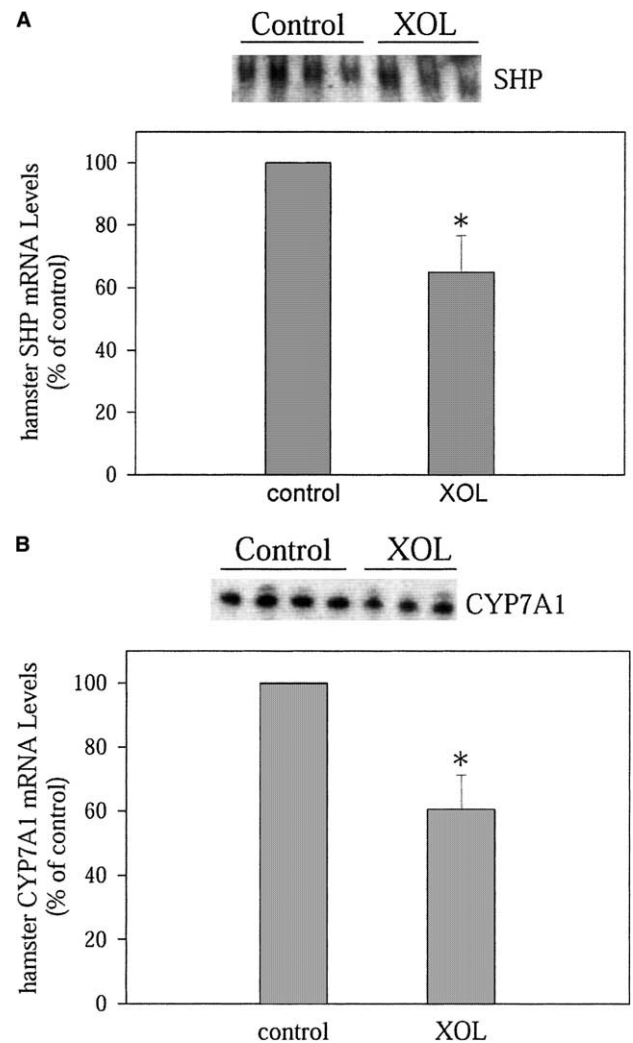 A
Control XOL
SHP
hamster SHP mRNA Levels
(% of control)
100
80
60
40
20
0
*
control XOL
B
Control XOL
CYP7A1
hamster CYP7A1 mRNA Levels
(% of control)
100
80
60
40
20
0
*
control XOL